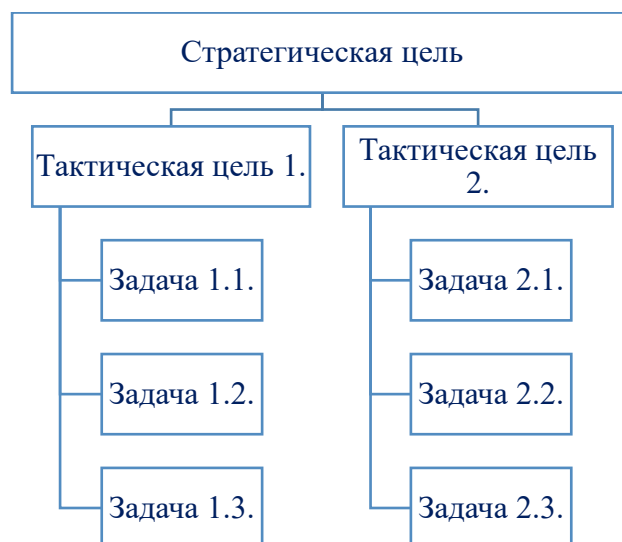 Стратегическая цель
Тактическая цель 1.
Задача 1.1.
Задача 1.2.
Задача 1.3.
Тактическая цель
2.
Задача 2.1.
Задача 2.2.
Задача 2.3.